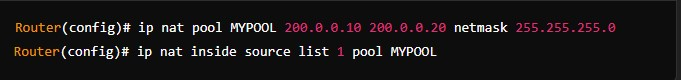 Router(config)# ip nat pool MYPOOL 200.0.0.10 200.0.0.20 netmask 255.255.255.0
Router(config)# ip nat inside source list 1 pool MYPOOL